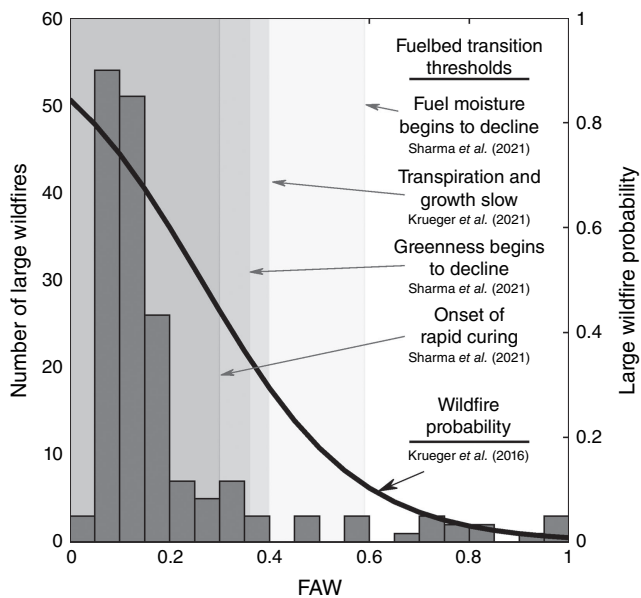 60
50
40
30
20
10
0
Number of large wildfires
0
0.2
0.4
0.6
0.8
1
FAW
1
0.8
0.6
0.4
0.2
0
Large wildfire probability
Fuelbed transition
thresholds
Fuel moisture
begins to decline
Sharma et al. (2021)
Transpiration and
growth slow
Krueger et al. (2021)
Greenness begins
to decline
Sharma et al. (2021)
Onset of
rapid curing
Sharma et al. (2021)
Wildfire
probability
Krueger et al. (2016)